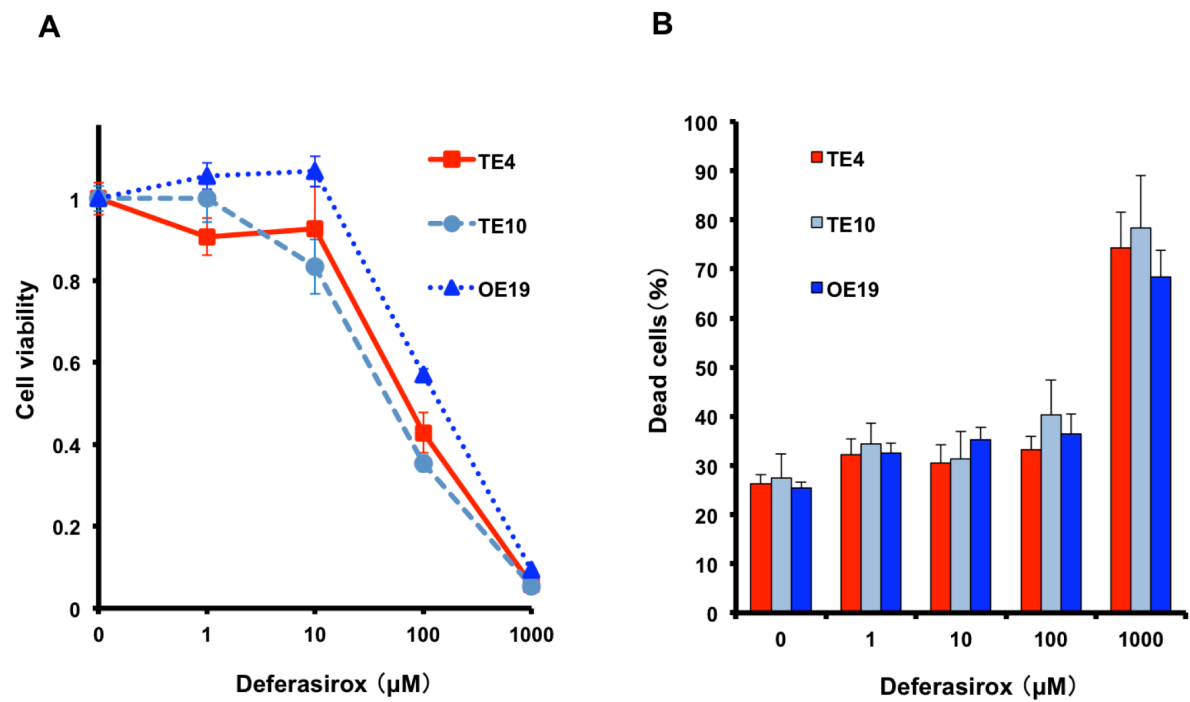 A
Cell viability
1
0.8
0.6
0.4
0.2
0
0 1 10 100 1000
Deferasirox（μM）
TE4
TE10
OE19
B
Dead cells（%）
100
90
80
70
60
50
40
30
20
10
0
0 1 10 100 1000
Deferasirox（μM）
TE4
TE10
OE19